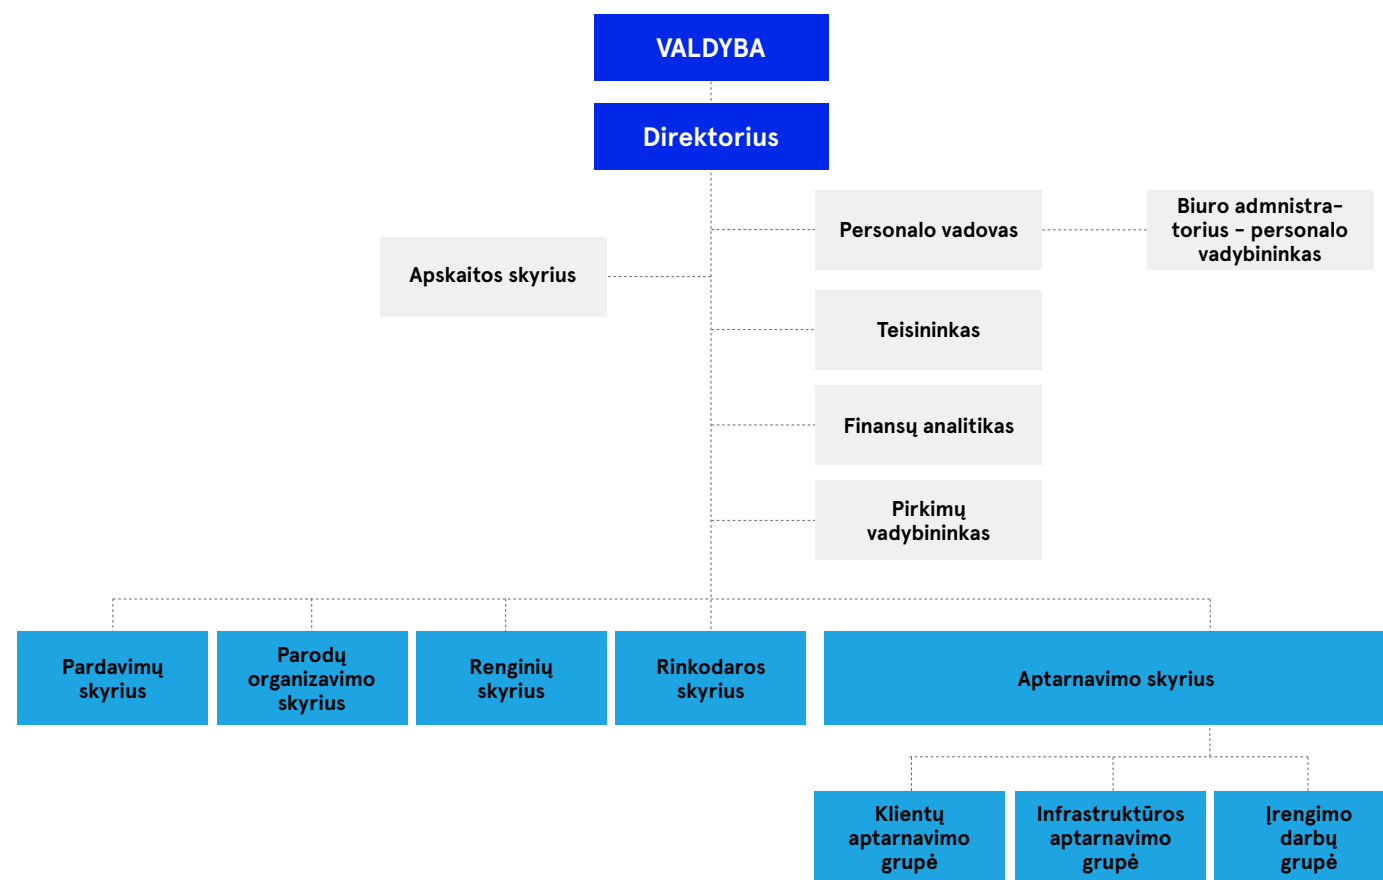 VALDYBA
Direktorius
Personalo vadovas
Biuro admnistra-
torius - personalo
vadybininkas
Apskaitos skyrius
Teisininkas
Finansų analitikas
Pirkimų
vadybininkas
Pardavimų
skyrius
Parodų
organizavimo
skyrius
Renginių
skyrius
Rinkodaros
skyrius
Aptarnavimo skyrius
Klientų
aptarnavimo
grupė
Infrastruktūros
aptarnavimo
grupė
Įrengimo
darbų
grupė